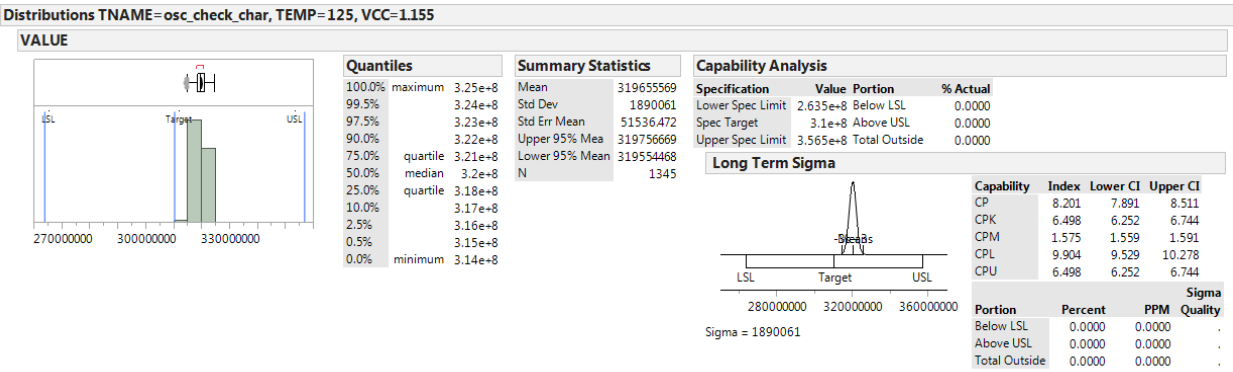 Distributions TNAME=osc_check_char, TEMP=125, VCC=1.155
VALUE
LSL Target USL
270000000 300000000 330000000
Quantiles
100.0% maximum 3.25e+8
99.5% 3.24e+8
97.5% 3.23e+8
90.0% 3.22e+8
75.0% quartile 3.21e+8
50.0% median 3.2e+8
25.0% quartile 3.18e+8
10.0% 3.17e+8
2.5% 3.16e+8
0.5% 3.15e+8
0.0% minimum 3.14e+8
Summary Statistics
Mean 319655569
Std Dev 1890061
Std Err Mean 51536.472
Upper 95% Mea 319756669
Lower 95% Mean 319554468
N 1345
Capability Analysis
Specification Value Portion % Actual
Lower Spec Limit 2.635e+8 Below LSL 0.0000
Spec Target 3.1e+8 Above USL 0.0000
Upper Spec Limit 3.565e+8 Total Outside 0.0000
Long Term Sigma
LSL Target USL
280000000 320000000 360000000
Sigma = 1890061
Capability Index Lower CI Upper CI
CP 8.201 7.891 8.511
CPK 6.498 6.252 6.744
CPM 1.575 1.559 1.591
CPL 9.904 9.529 10.278
CPU 6.498 6.252 6.744
Sigma
Portion Percent PPM Quality
Below LSL 0.0000 0.0000 .
Above USL 0.0000 0.0000 .
Total Outside 0.0000 0.0000 .